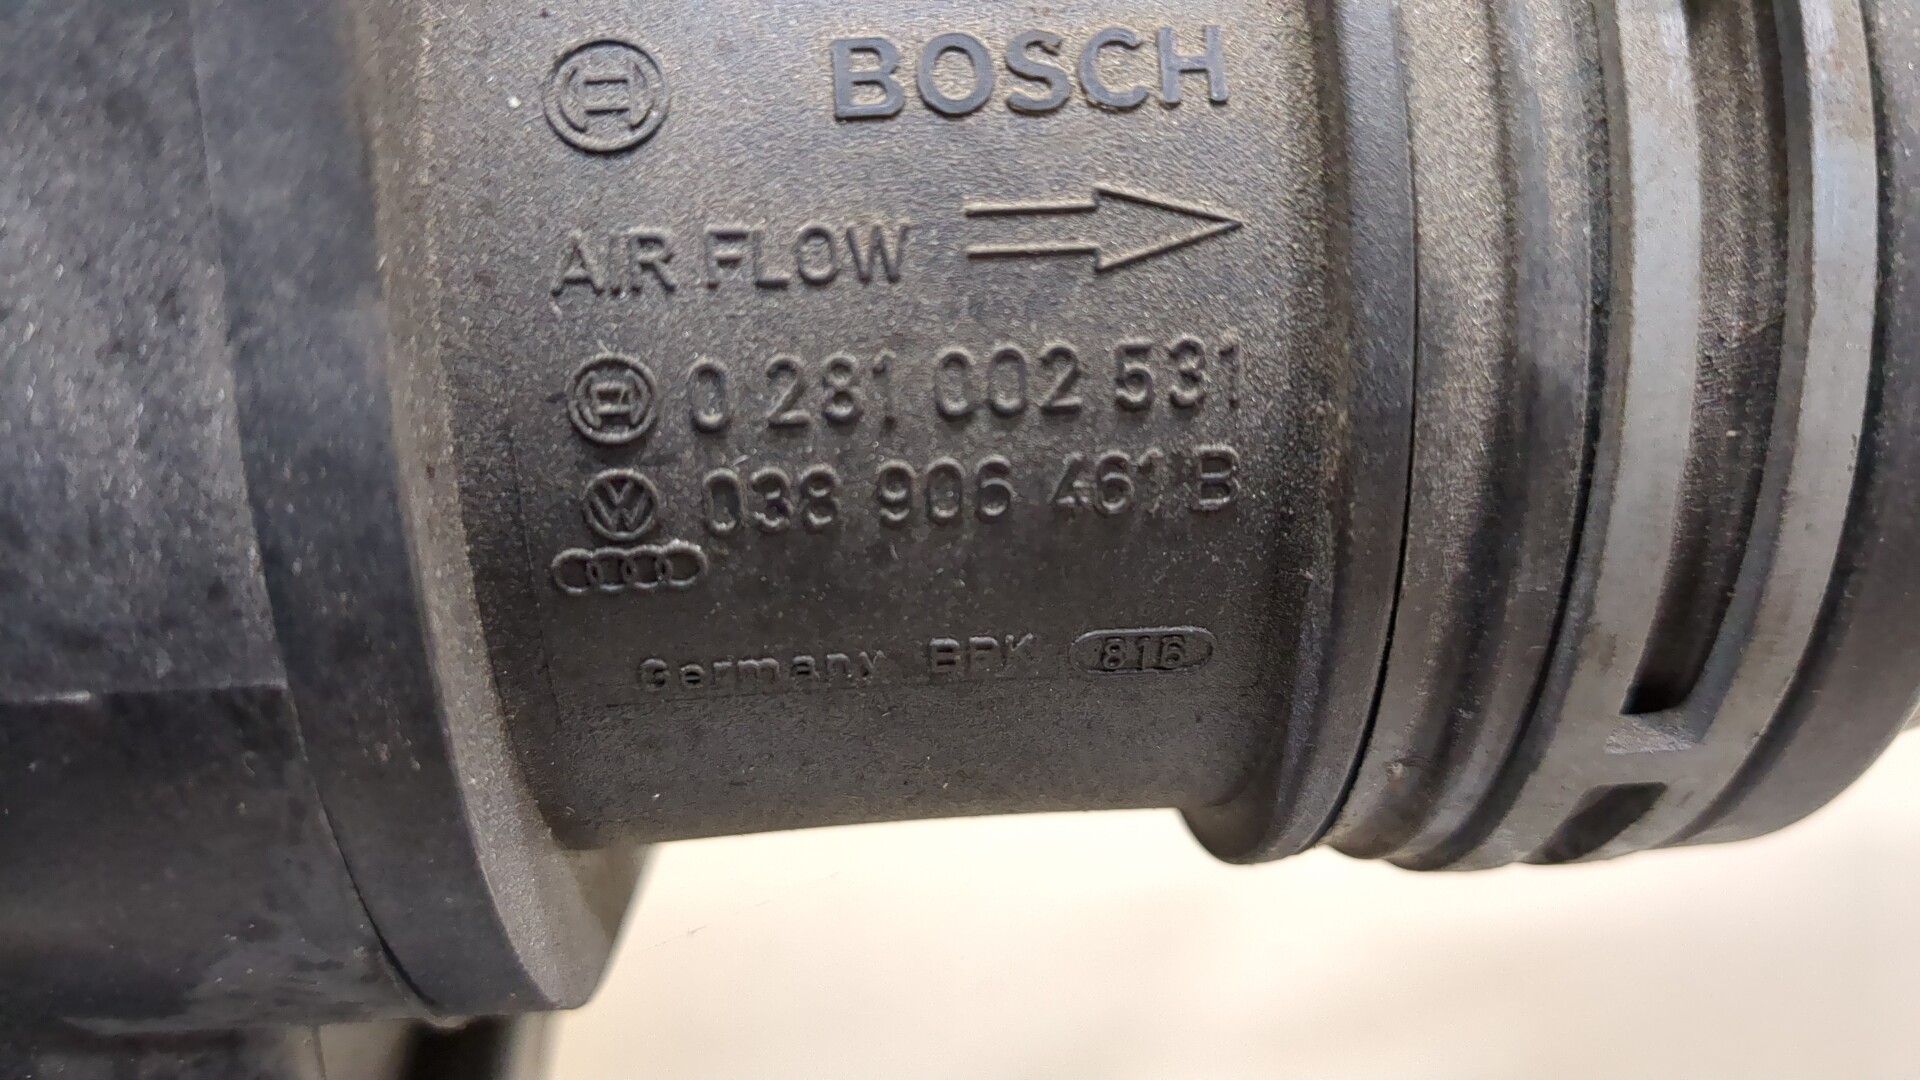 BOSCH
AIR FLOW
0 281 002 531
038 906 461 B
Germany BPK 816